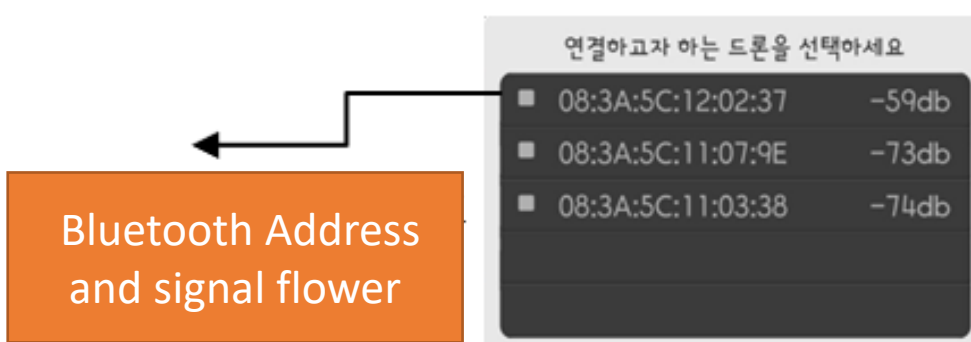 연결하고자 하는 드론을 선택하세요
08:3A:5C:12:02:37 -59db
08:3A:5C:11:07:9E -73db
08:3A:5C:11:03:38 -74db
Bluetooth Address
and signal flower